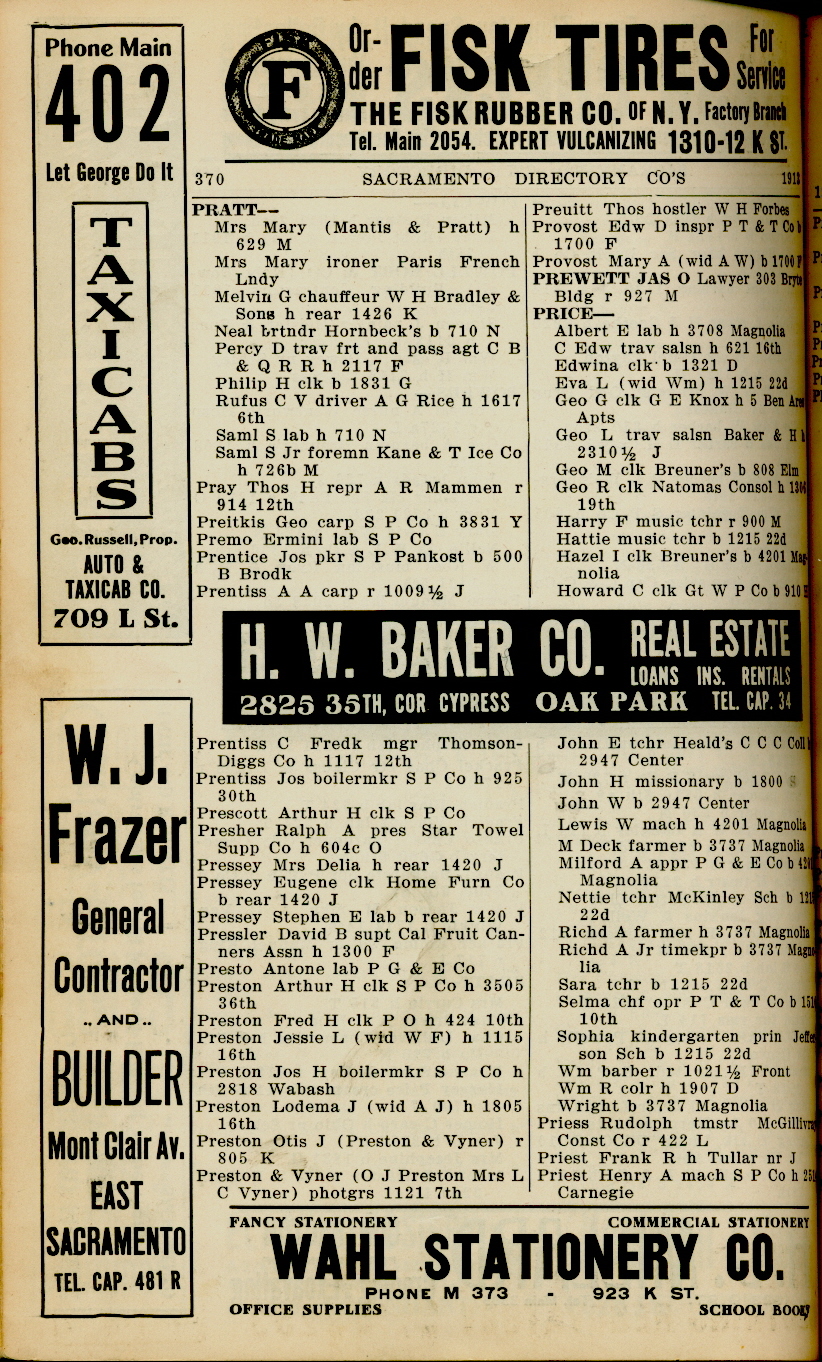 Phone Main
402
Let George Do It
TAXICABS
Geo. Russell, Prop.
AUTO &
TAXICAB CO.
709 L St.
F
Or-
der
FISK TIRES
For
Service
THE FISK RUBBER CO. OF N.Y. Factory Branch
Tel. Main 2054. EXPERT VULCANIZING 1310-12 K ST.
370 SACRAMENTO DIRECTORY CO'S
PRATT--
Mrs Mary (Mantis & Pratt) h
629 M
Mrs Mary ironer Paris French
Lndy
Melvin G chauffeur W H Bradley &
Sons h rear 1426 K
Neal brtndr Hornbeck's b 710 N
Percy D trav frt and pass agt C B
& Q R R h 2117 F
Philip H clk b 1831 G
Rufus C V driver A G Rice h 1617
6th
Saml S lab h 710 N
Saml S Jr foremn Kane & T Ice Co
h 726b M
Pray Thos H repr A R Mammen r
914 12th
Preitkis Geo carp S P Co h 3831 Y
Premo Ermini lab S P Co
Prentice Jos pkr S P Pankost b 500
B Brodk
Prentiss A A carp r 1009½ J
Preuitt Thos hostler W H Forbes
Provost Edw D inspr P T & T Co b
1700 F
Provost Mary A (wid A W) b 1700 F
PREWETT JAS O Lawyer 303 Bryte
Bldg r 927 M
PRICE—
Albert E lab h 3708 Magnolia
C Edw trav salsn h 621 16th
Edwina clk b 1321 D
Eva L (wid Wm) h 1215 22d
Geo G clk G E Knox h 5 Ben
Apts
Geo L trav salsn Baker & H h
2310½ J
Geo M clk Breuner's b 808 Elm
Geo R clk Natomas Consol h
19th
Harry F music tchr r 900 M
Hattie music tchr b 1215 22d
Hazel I clk Breuner's b 4201 Mag-
nolia
Howard C clk Gt W P Co b 910
H. W. BAKER CO. REAL ESTATE
LOANS INS. RENTALS
2825 35TH, COR CYPRESS OAK PARK TEL. CAP. 34
W. J.
Frazer
General
Contractor
.. AND ..
BUILDER
Mont Clair Av.
EAST
SACRAMENTO
TEL. CAP. 481 R
Prentiss C Fredk mgr Thomson-
Diggs Co h 1117 12th
Prentiss Jos boilermkr S P Co h 925
30th
Prescott Arthur H clk S P Co
Presher Ralph A pres Star Towel
Supp Co h 604c O
Pressey Mrs Delia h rear 1420 J
Pressey Eugene clk Home Furn Co
b rear 1420 J
Pressey Stephen E lab b rear 1420 J
Pressler David B supt Cal Fruit Can-
ners Assn h 1300 F
Presto Antone lab P G & E Co
Preston Arthur H clk S P Co h 3505
36th
Preston Fred H clk P O h 424 10th
Preston Jessie L (wid W F) h 1115
16th
Preston Jos H boilermkr S P Co h
2818 Wabash
Preston Lodema J (wid A J) h 1805
16th
Preston Otis J (Preston & Vyner) r
805 K
Preston & Vyner (O J Preston Mrs L
C Vyner) photgrs 1121 7th
John E tchr Heald's C C C Coll
2947 Center
John H missionary b 1800
John W b 2947 Center
Lewis W mach h 4201 Magnolia
M Deck farmer b 3737 Magnolia
Milford A appr P G & E Co b
Magnolia
Nettie tchr McKinley Sch b
22d
Richd A farmer h 3737 Magnolia
Richd A Jr timekpr b 3737 Magno-
lia
Sara tchr b 1215 22d
Selma chf opr P T & T Co b
10th
Sophia kindergarten prin Jeffer-
son Sch b 1215 22d
Wm barber r 1021½ Front
Wm R colr h 1907 D
Wright b 3737 Magnolia
Priess Rudolph tmstr McGillivray
Const Co r 422 L
Priest Frank R h Tullar nr J
Priest Henry A mach S P Co h
Carnegie
FANCY STATIONERY COMMERCIAL STATIONERY
WAHL STATIONERY CO.
PHONE M 373 - 923 K ST.
OFFICE SUPPLIES SCHOOL BOOKS